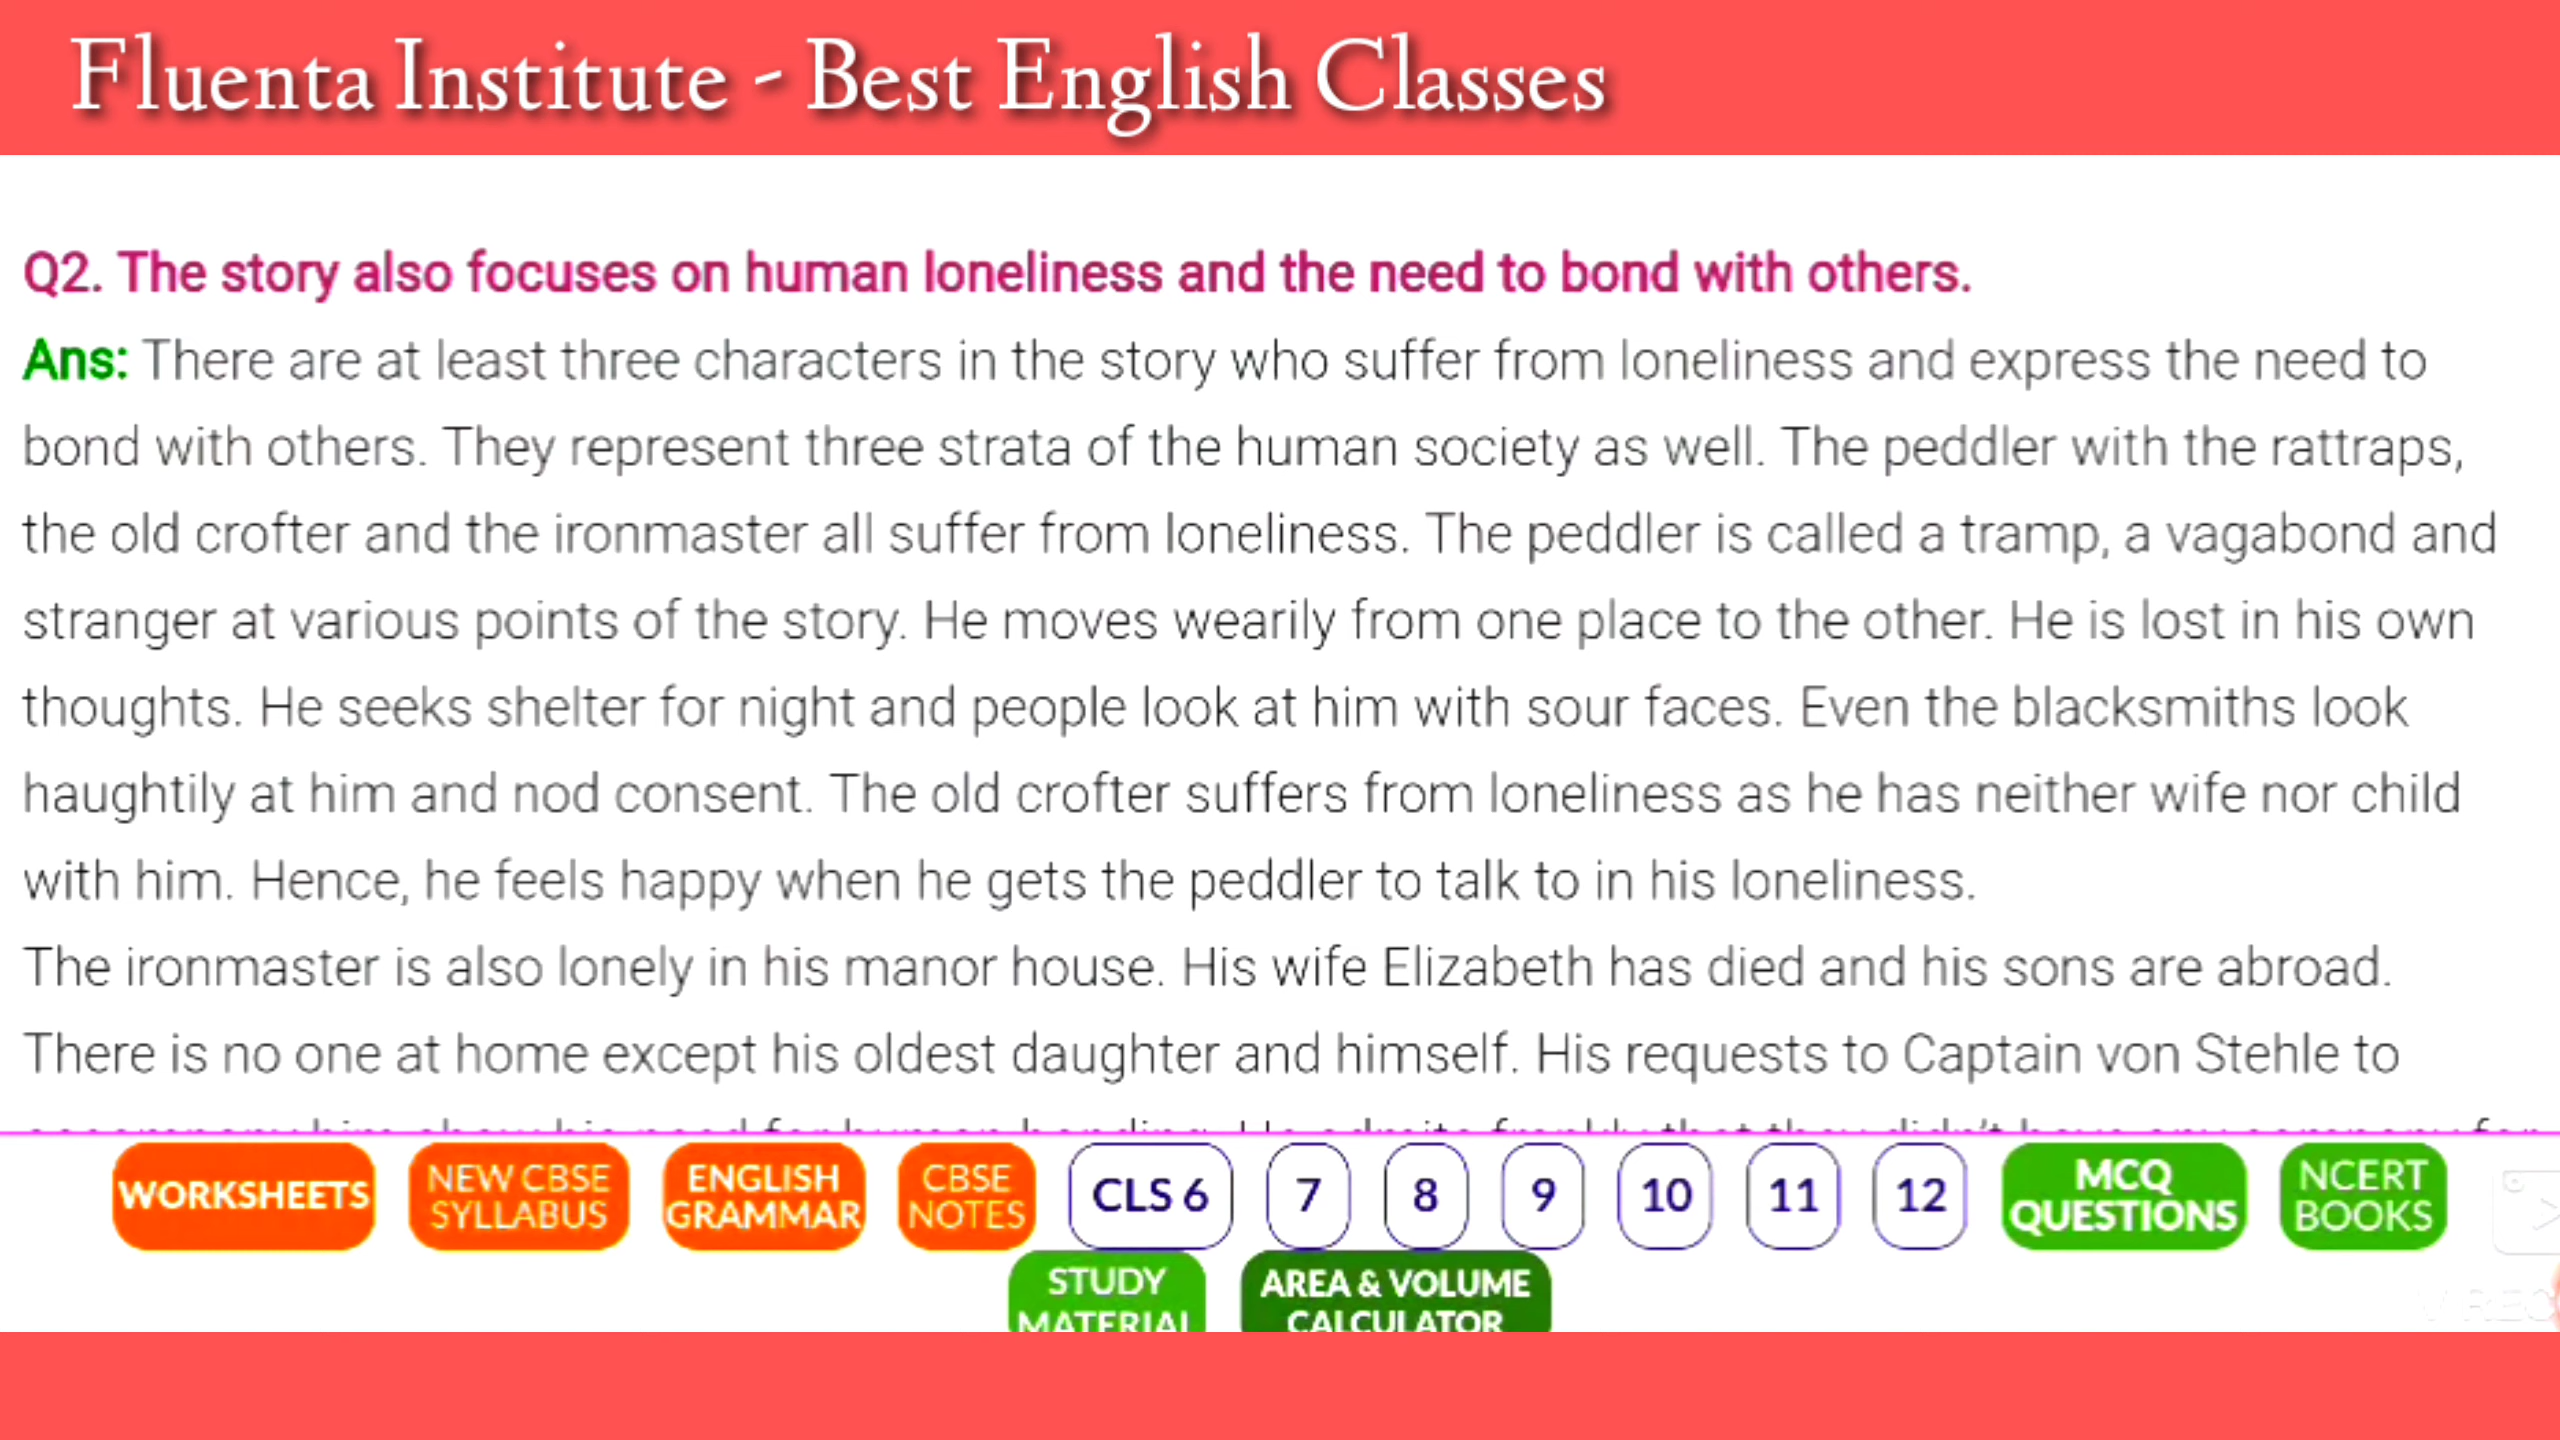 Fluenta Institute - Best English Classes
Q2. The story also focuses on human loneliness and the need to bond with others.
Ans: There are at least three characters in the story who suffer from loneliness and express the need to
bond with others. They represent three strata of the human society as well. The peddler with the rattraps,
the old crofter and the ironmaster all suffer from loneliness. The peddler is called a tramp, a vagabond and
stranger at various points of the story. He moves wearily from one place to the other. He is lost in his own
thoughts. He seeks shelter for night and people look at him with sour faces. Even the blacksmiths look
haughtily at him and nod consent. The old crofter suffers from loneliness as he has neither wife nor child
with him. Hence, he feels happy when he gets the peddler to talk to in his loneliness.
The ironmaster is also lonely in his manor house. His wife Elizabeth has died and his sons are abroad.
There is no one at home except his oldest daughter and himself. His requests to Captain von Stehle to
WORKSHEETS
NEW CBSE
SYLLABUS
ENGLISH
GRAMMAR
CBSE
NOTES
CLS 6
7
8
9
10
11
12
MCQ
QUESTIONS
NCERT
BOOKS
STUDY
MATERIAL
AREA & VOLUME
CALCULATOR